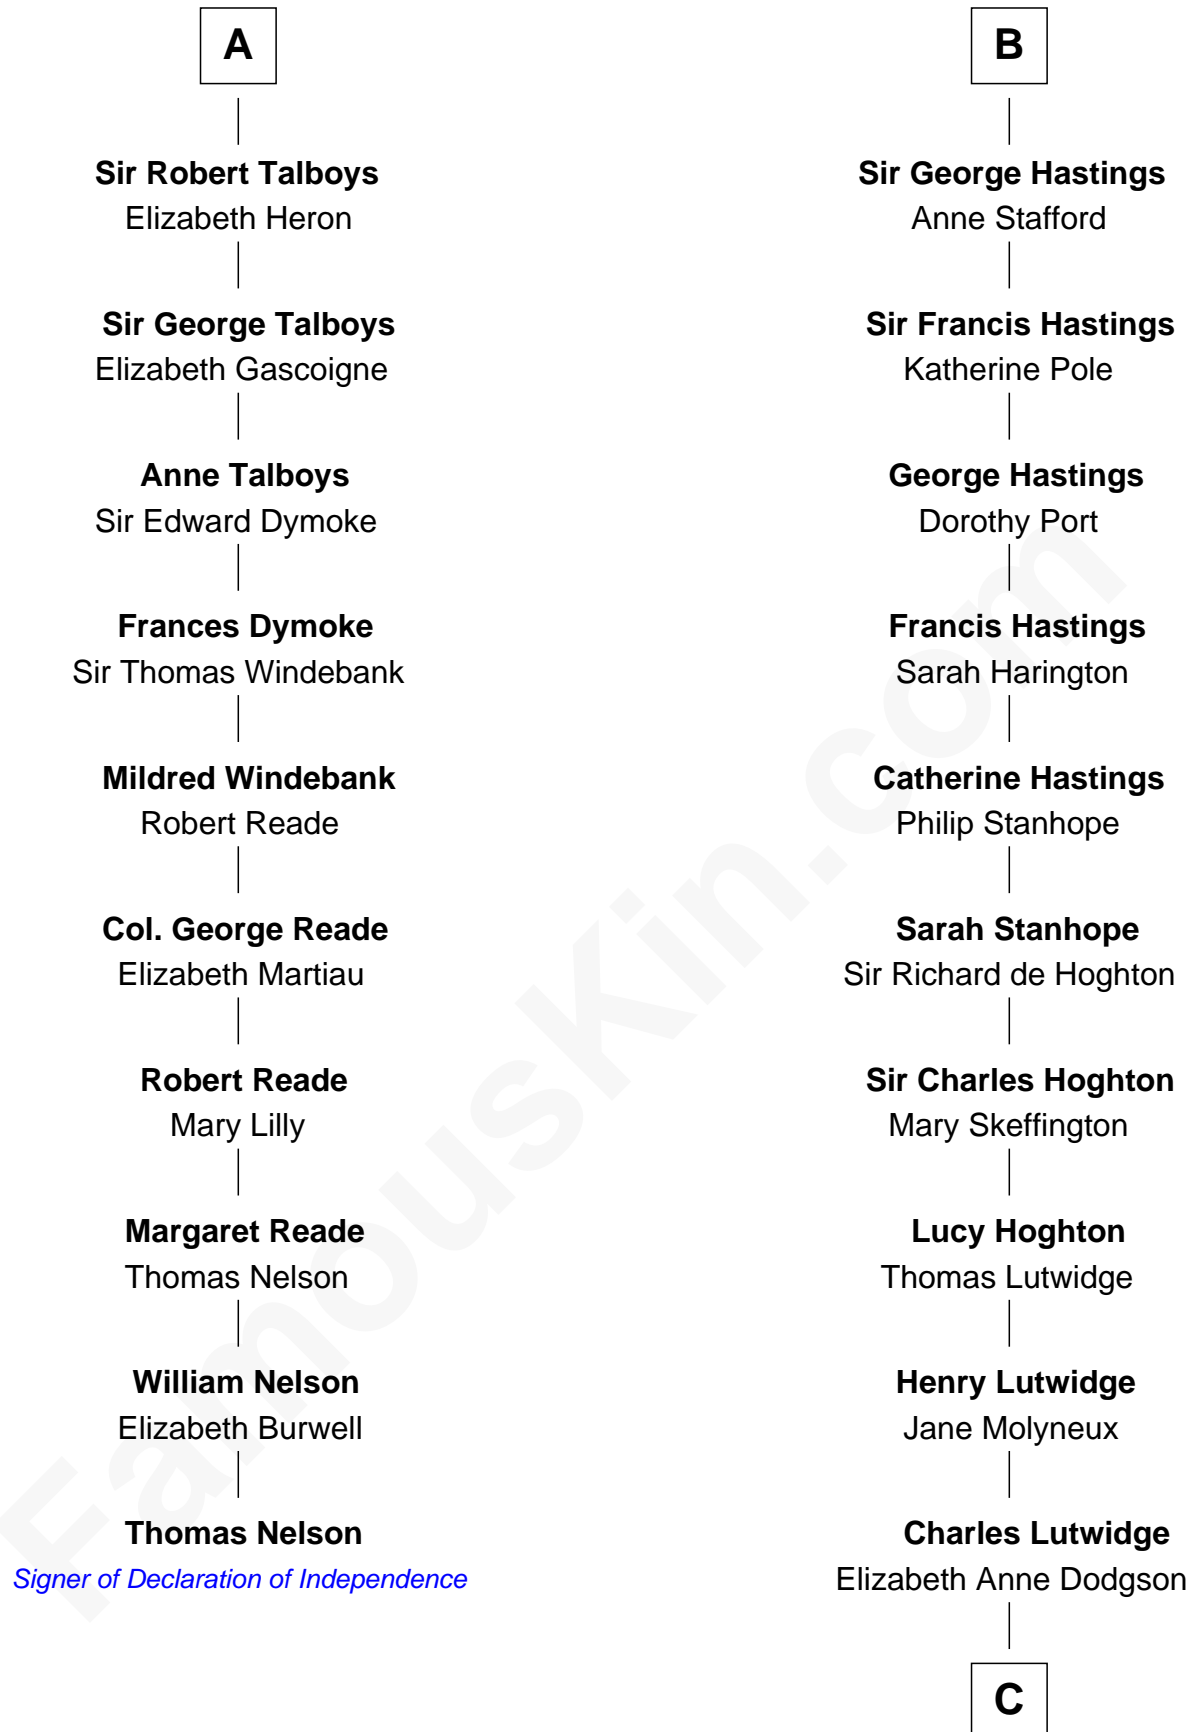 A
Sir Robert Talboys
Elizabeth Heron
Sir George Talboys
Elizabeth Gascoigne
Anne Talboys
Sir Edward Dymoke
Frances Dymoke
Sir Thomas Windebank
Mildred Windebank
Robert Reade
Col. George Reade
Elizabeth Martiau
Robert Reade
Mary Lilly
Margaret Reade
Thomas Nelson
William Nelson
Elizabeth Burwell
Thomas Nelson
Signer of Declaration of Independence
B
Sir George Hastings
Anne Stafford
Sir Francis Hastings
Katherine Pole
George Hastings
Dorothy Port
Francis Hastings
Sarah Harington
Catherine Hastings
Philip Stanhope
Sarah Stanhope
Sir Richard de Hoghton
Sir Charles Hoghton
Mary Skeffington
Lucy Hoghton
Thomas Lutwidge
Henry Lutwidge
Jane Molyneux
Charles Lutwidge
Elizabeth Anne Dodgson
C
FamousKin.com